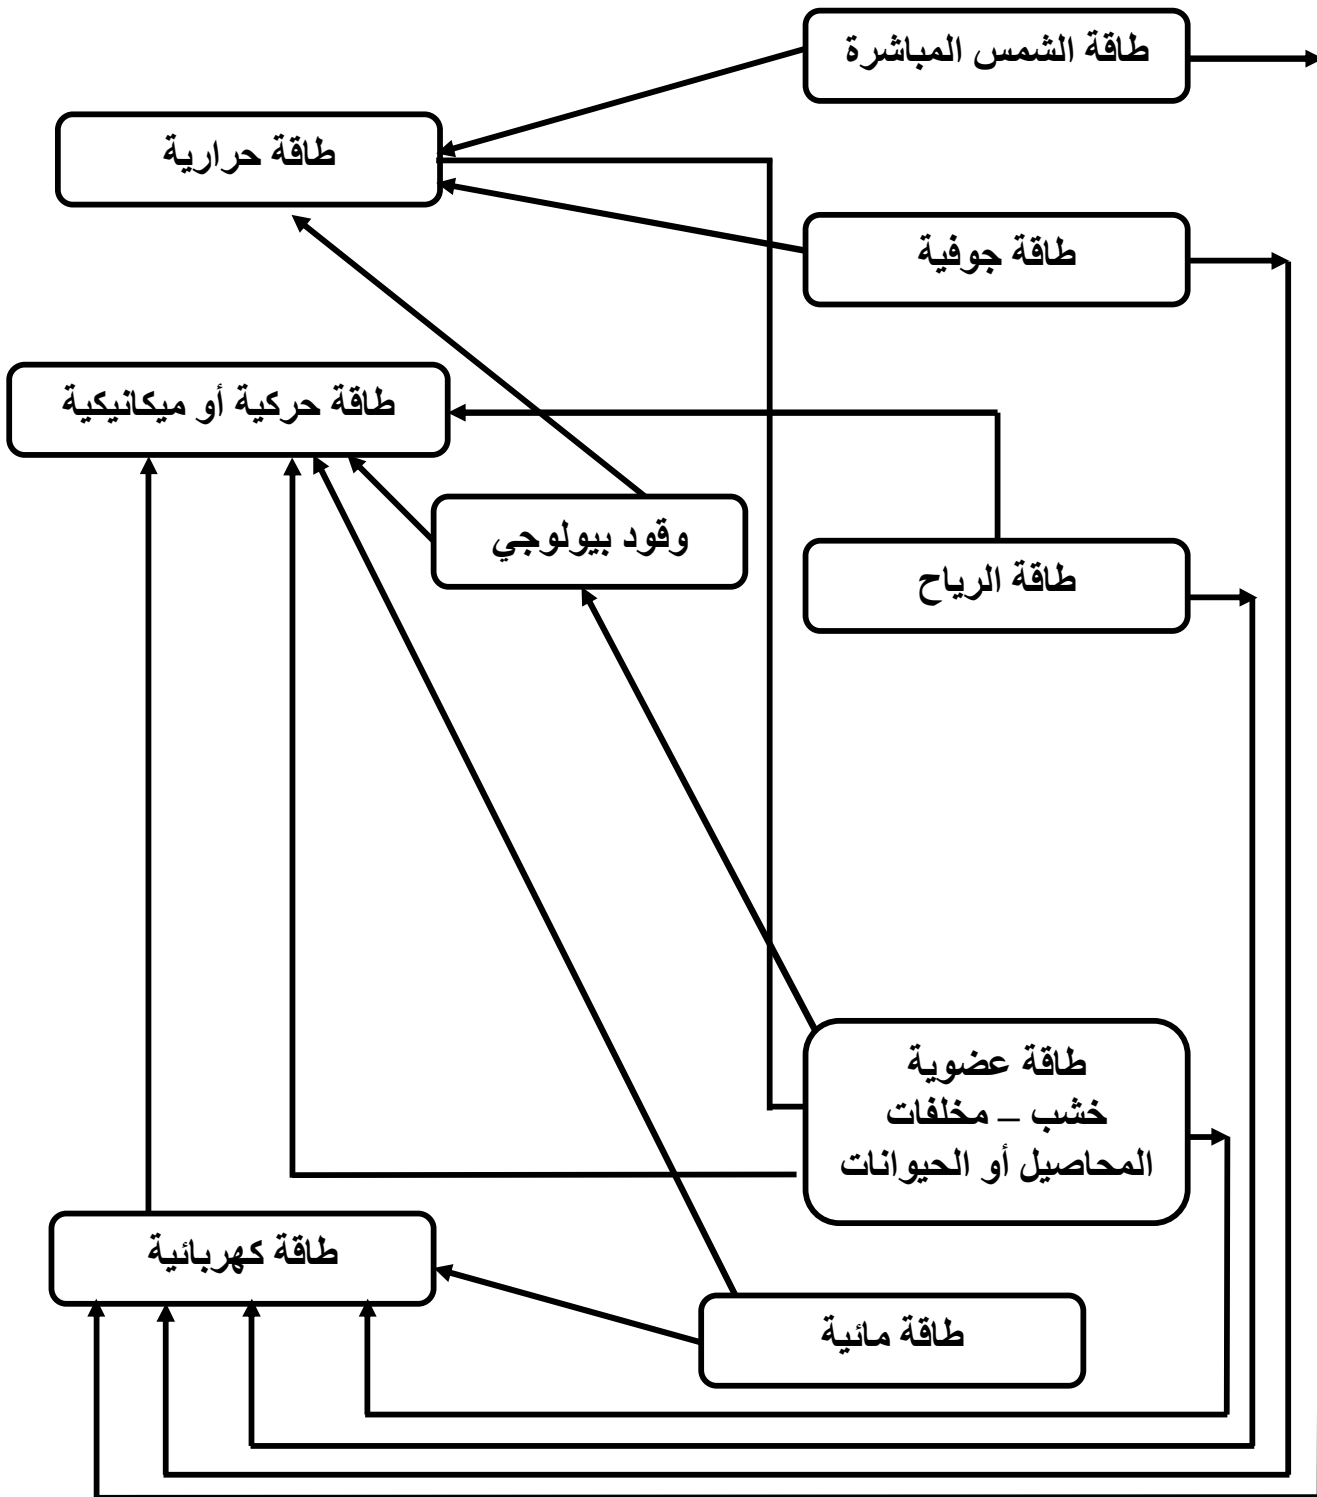 طاقة الشمس المباشرة
طاقة حرارية
طاقة جوفية
طاقة حركية أو ميكانيكية
وقود بيولوجي
طاقة الرياح
طاقة عضوية
خشب – مخلفات
المحاصيل أو الحيوانات
طاقة كهربائية
طاقة مائية